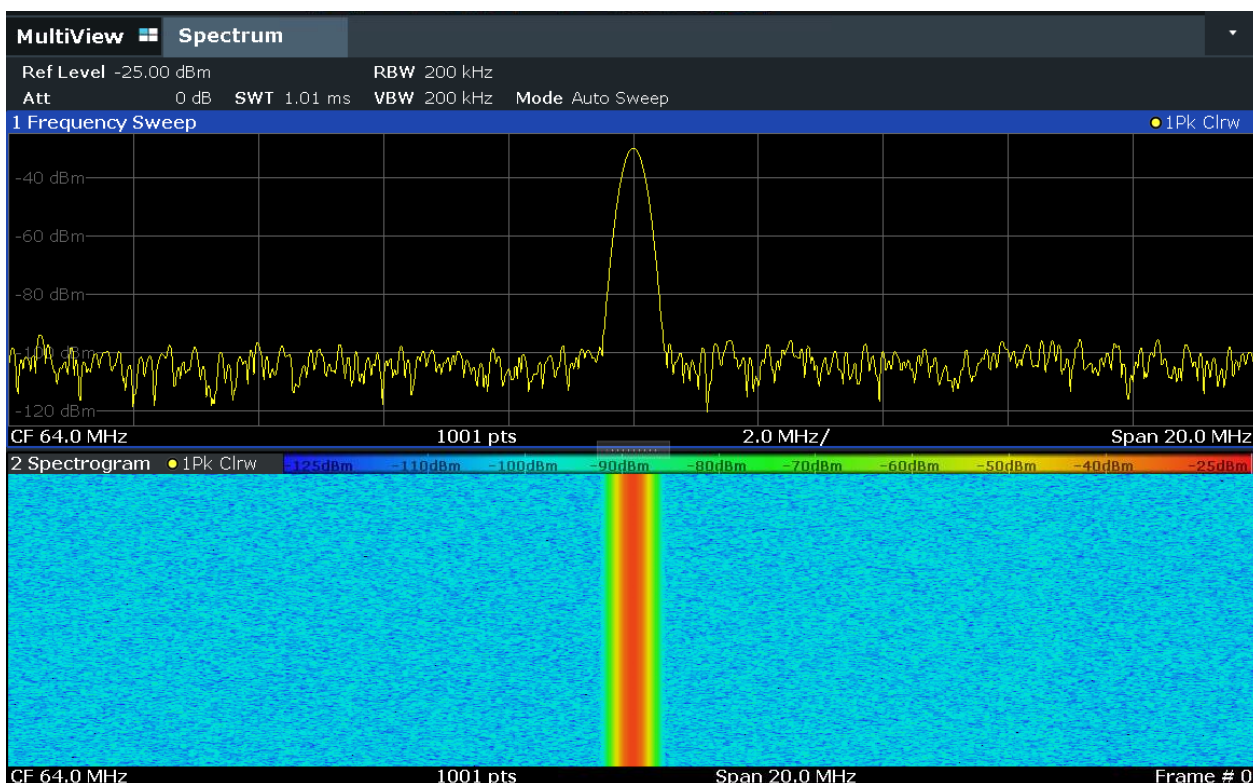 MultiView Spectrum
Ref Level -25.00 dBm RBW 200 kHz
Att 0 dB SWT 1.01 ms VBW 200 kHz Mode Auto Sweep
1 Frequency Sweep 1Pk Clrw
-40 dBm
-60 dBm
-80 dBm
-100 dBm
-120 dBm
CF 64.0 MHz 1001 pts 2.0 MHz/ Span 20.0 MHz
2 Spectrogram 1Pk Clrw -125dBm -110dBm -100dBm -90dBm -80dBm -70dBm -60dBm -50dBm -40dBm -25dBm
CF 64.0 MHz 1001 pts Span 20.0 MHz Frame # 0